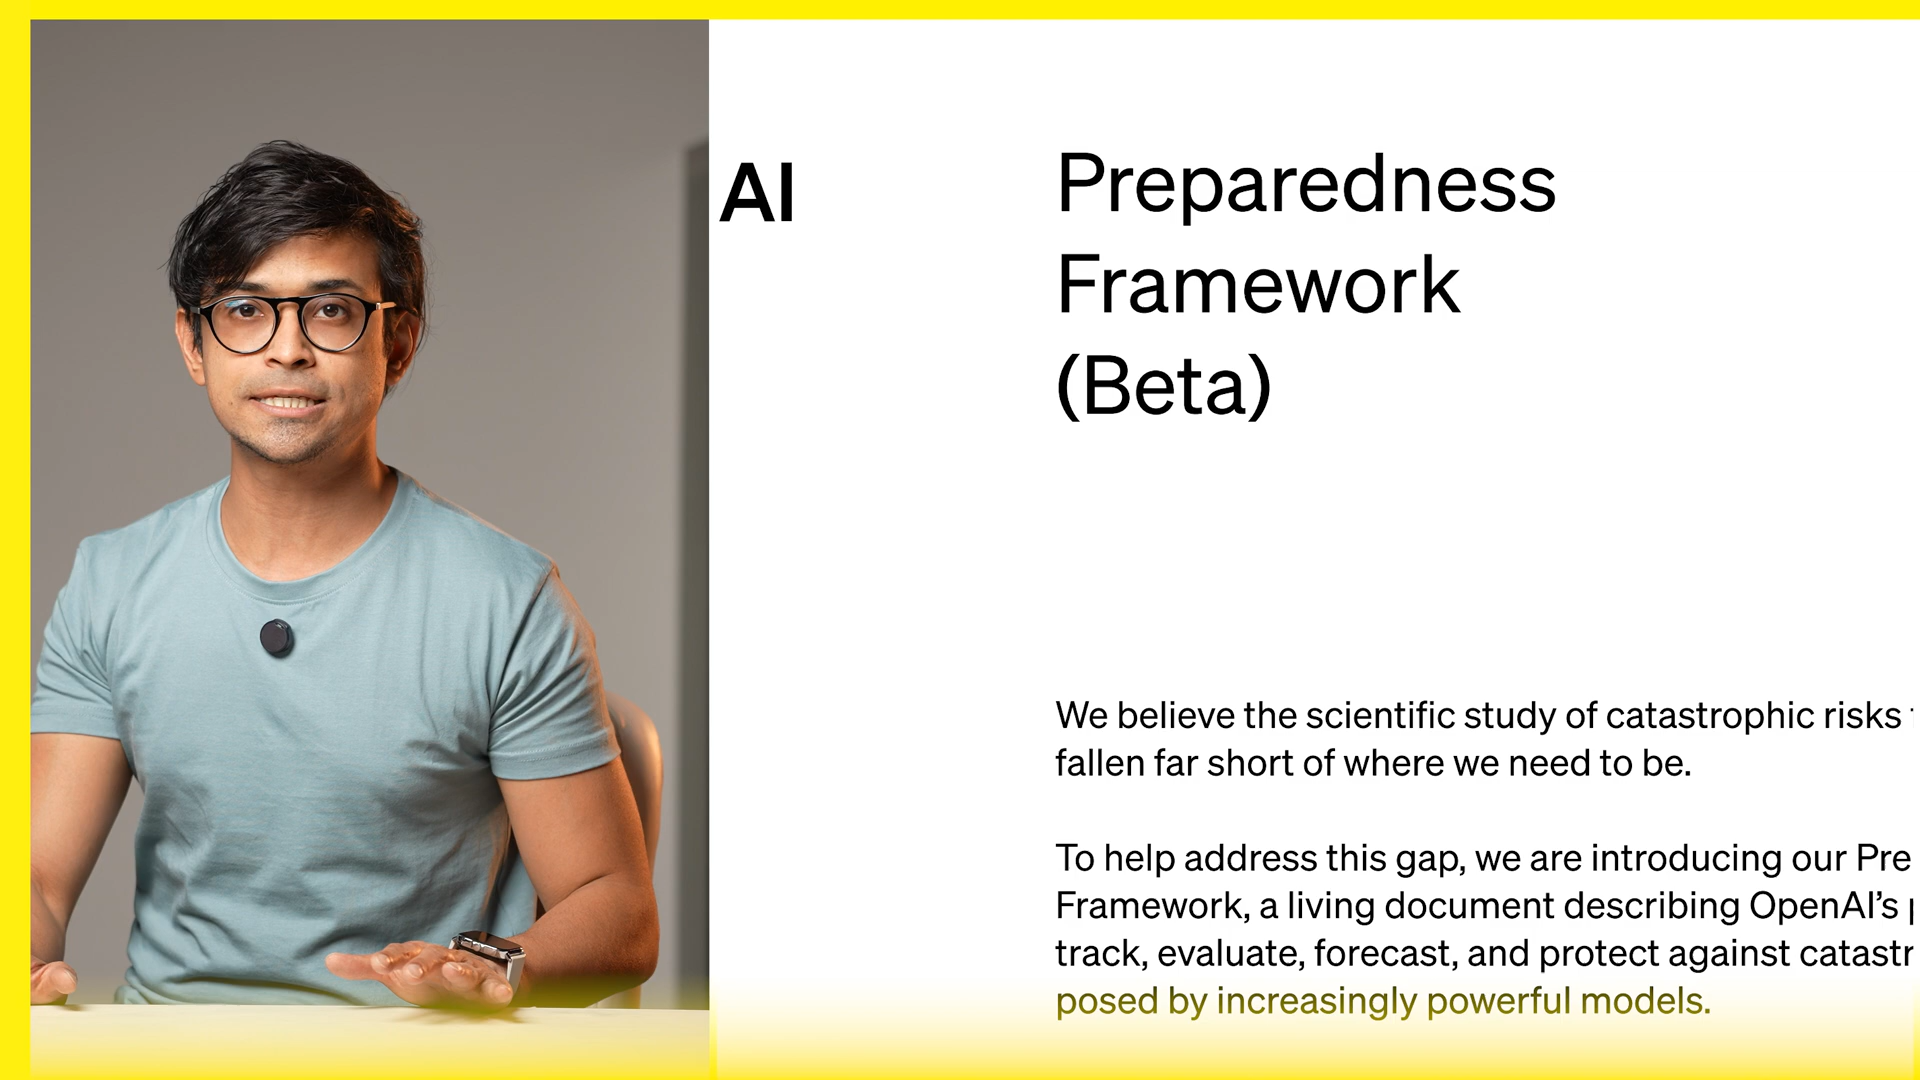 AI
Preparedness
Framework
(Beta)
We believe the scientific study of catastrophic risks
fallen far short of where we need to be.
To help address this gap, we are introducing our Pre
Framework, a living document describing OpenAI’s
track, evaluate, forecast, and protect against catastr
posed by increasingly powerful models.